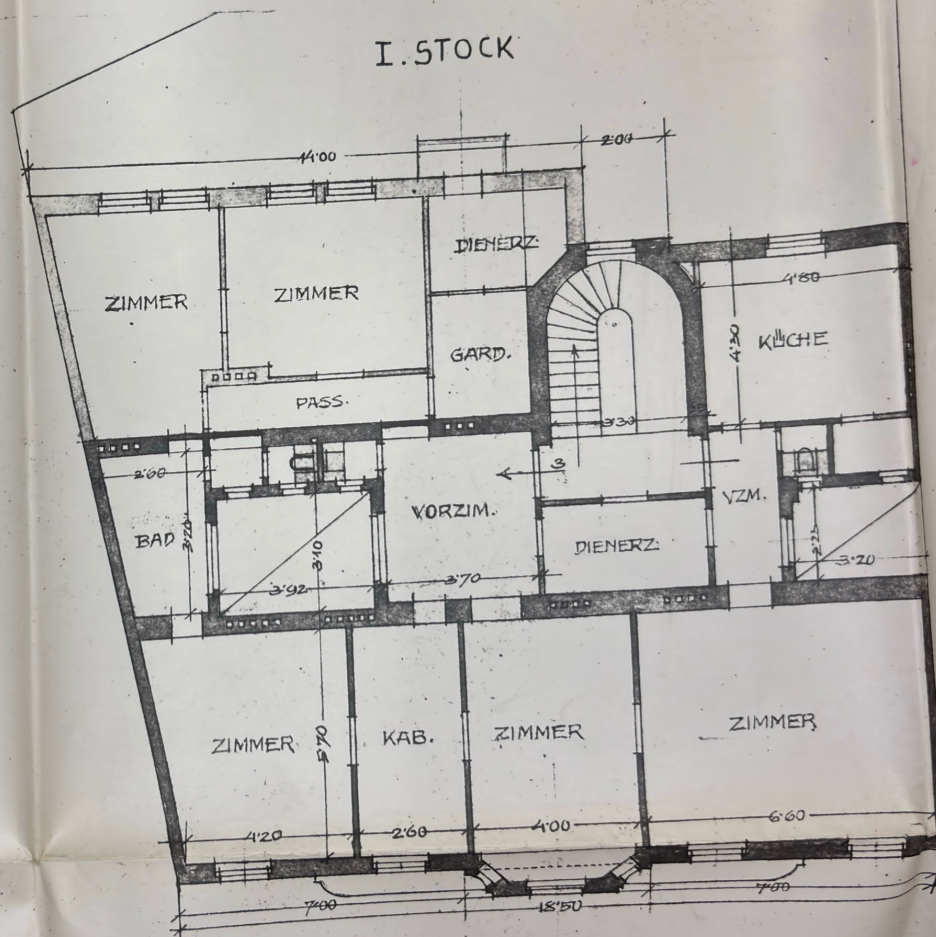 I. STOCK
14'00
2'00
DIENERZ.
4'80
ZIMMER
ZIMMER
4'30
KÜCHE
GARD.
PASS.
3'30
2'60
3
VORZIM.
VZM.
BAD
3'20
3'10
DIENERZ.
2'25
3'20
3'92
3'70
ZIMMER
5'70
KAB.
ZIMMER
ZIMMER
4'20
2'60
4'00
6'60
7'00
18'50
7'00